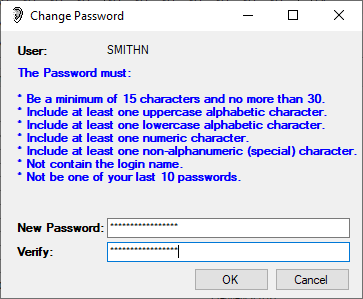 Change Password
User: SMITHN
The Password must:
* Be a minimum of 15 characters and no more than 30.
* Include at least one uppercase alphabetic character.
* Include at least one lowercase alphabetic character.
* Include at least one numeric character.
* Include at least one non-alphanumeric (special) character.
* Not contain the login name.
* Not be one of your last 10 passwords.
New Password: *****************
Verify: *****************
OK Cancel